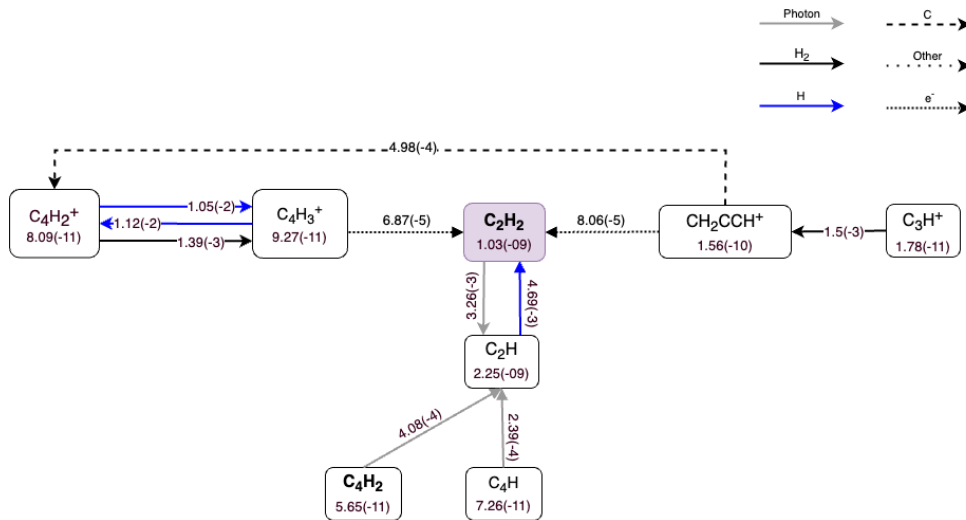 Photon
C
H₂
Other
H
e⁻
4.98(-4)
C₄H₂⁺
8.09(-11)
1.05(-2)
1.12(-2)
1.39(-3)
C₄H₃⁺
9.27(-11)
6.87(-5)
C₂H₂
1.03(-09)
8.06(-5)
CH₂CCH⁺
1.56(-10)
1.5(-3)
C₃H⁺
1.78(-11)
3.26(-3)
4.69(-3)
C₂H
2.25(-09)
4.08(-4)
2.39(-4)
C₄H₂
5.65(-11)
C₄H
7.26(-11)